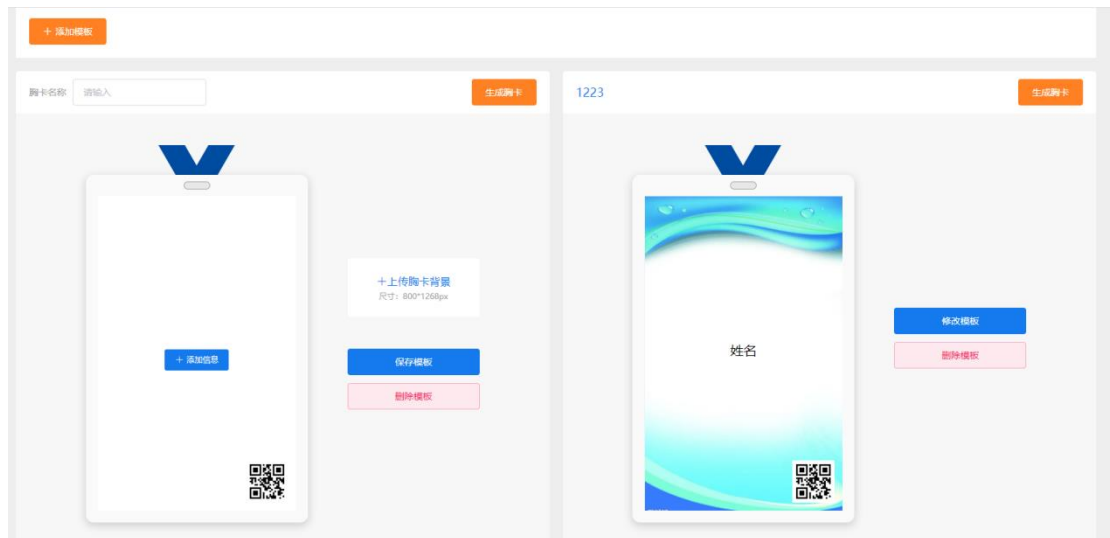 ＋ 添加模板
胸卡名称 请输入 生成胸卡
＋上传胸卡背景
尺寸：800*1268px
＋ 添加信息
保存模板
删除模板
1223 生成胸卡
姓名
修改模板
删除模板